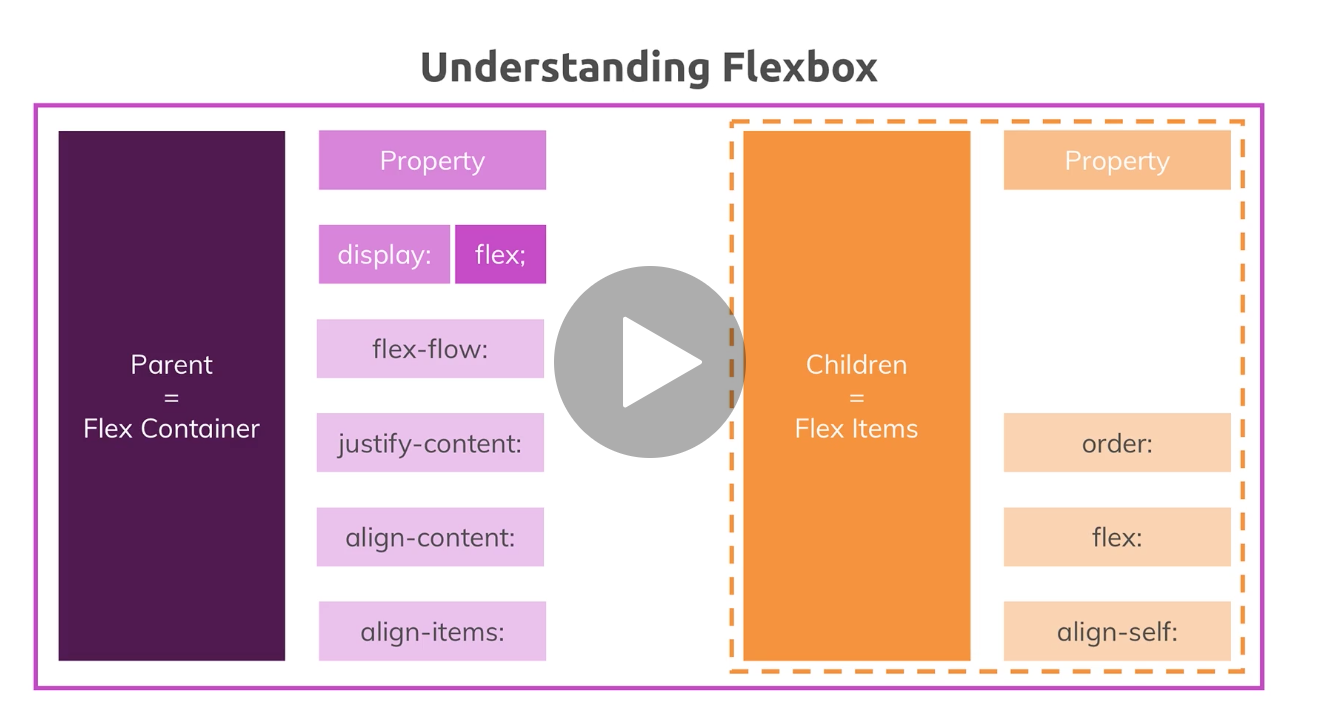 Understanding Flexbox
Property
display: flex;
flex-flow:
justify-content:
align-content:
align-items:
Parent
=
Flex Container
Children
=
Flex Items
Property
order:
flex:
align-self: